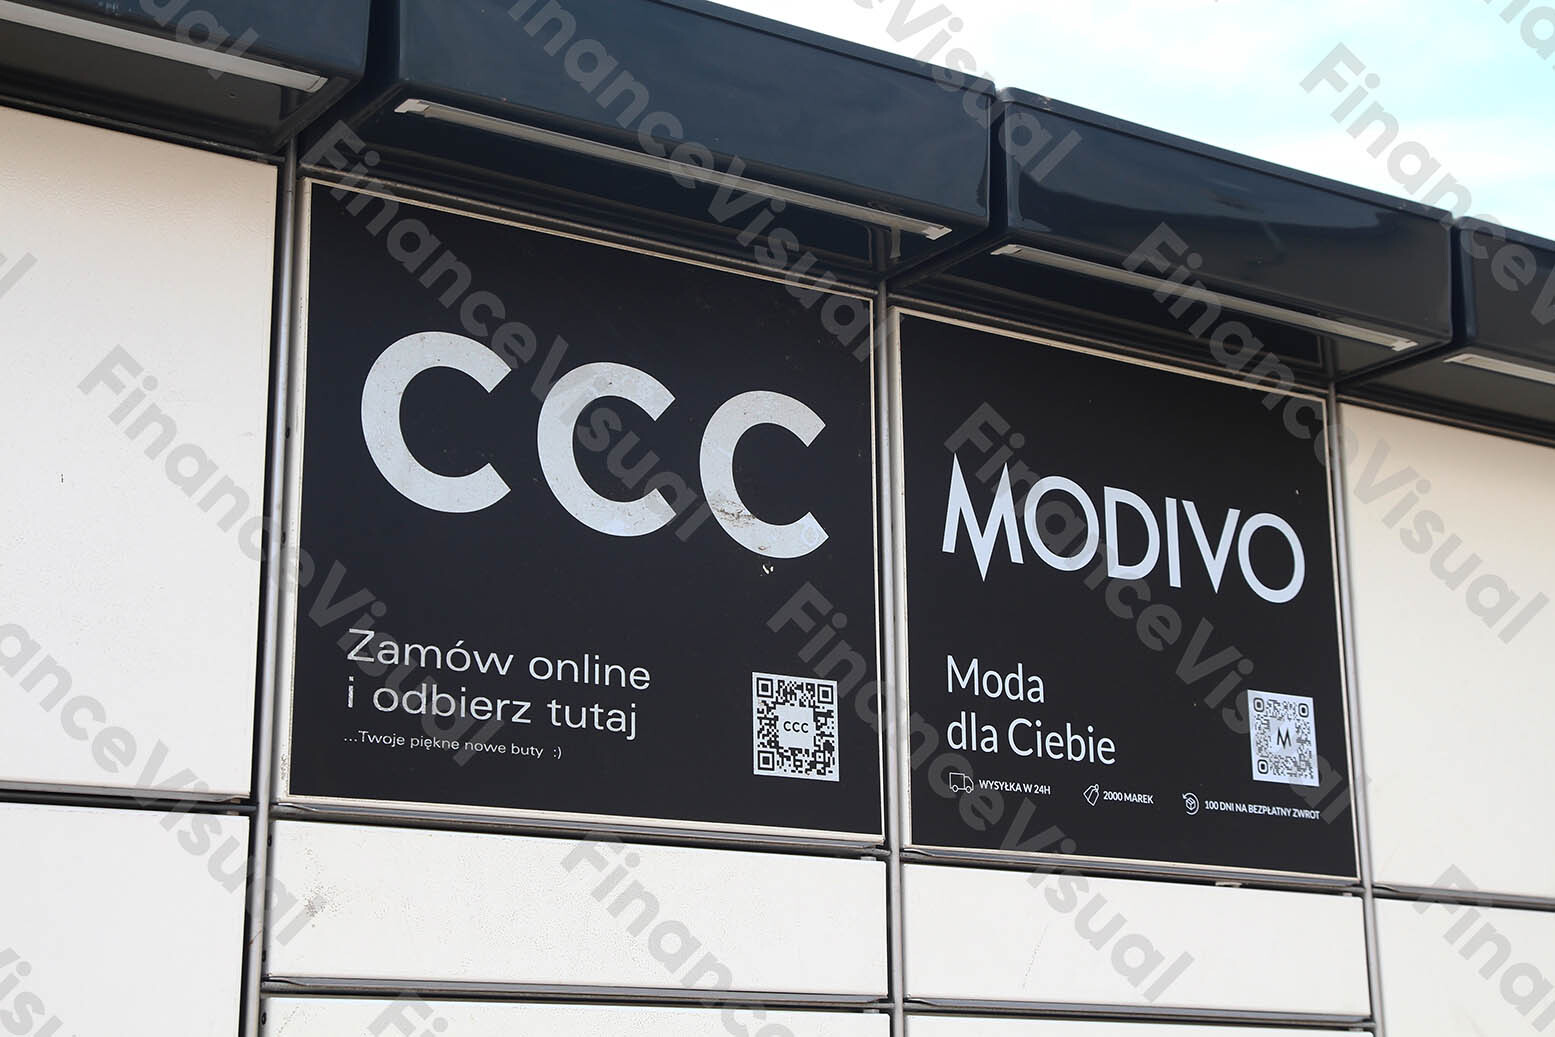 CCC
Zamów online
i odbierz tutaj
...Twoje piękne nowe buty :)
CCC
MODIVO
Moda
dla Ciebie
M
WYSYŁKA W 24H
2000 MAREK
100 DNI NA BEZPŁATNY ZWROT
FinanceVisual